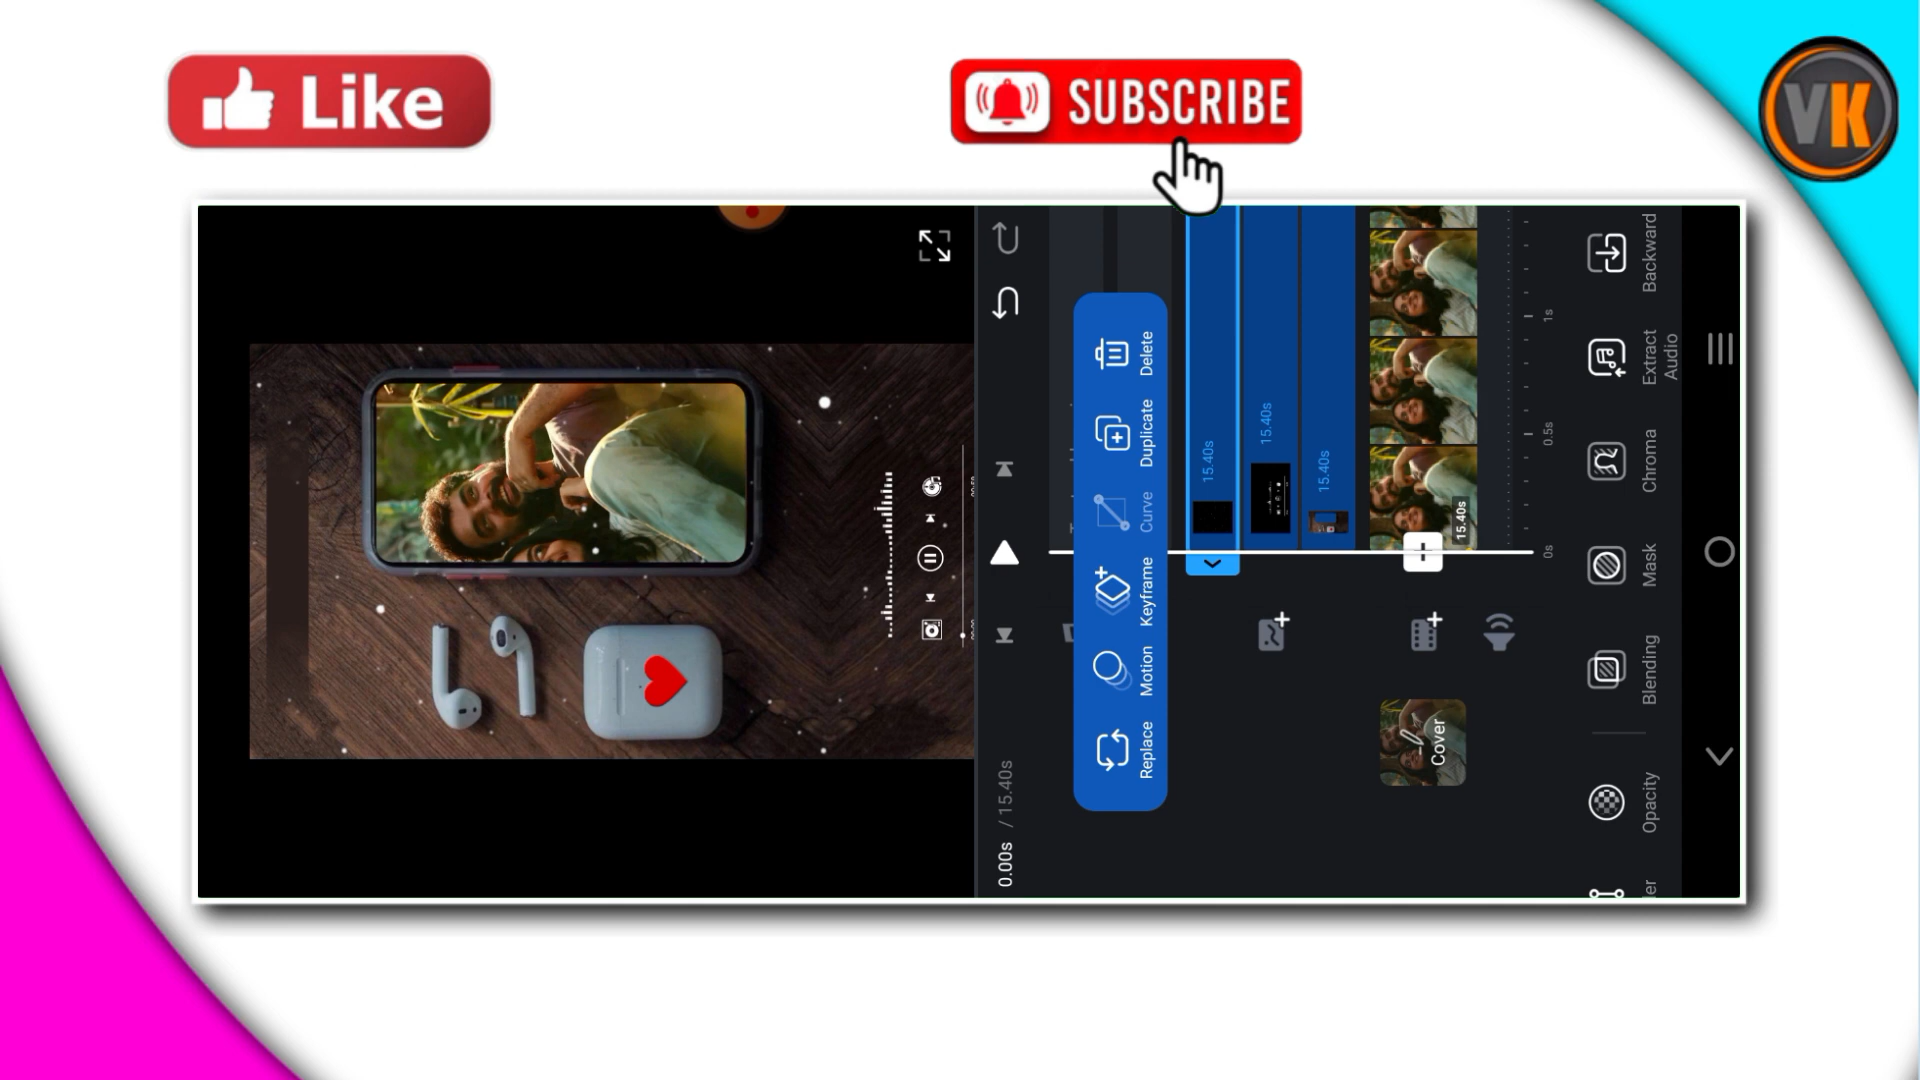 Like
SUBSCRIBE
VK
0.00s / 15.40s
Replace
Motion
Keyframe
Curve
Duplicate
Delete
15.40s
15.40s
15.40s
15.40s
Cover
0s
0.5s
1s
Opacity
Blending
Mask
Chroma
Extract
Audio
Backward